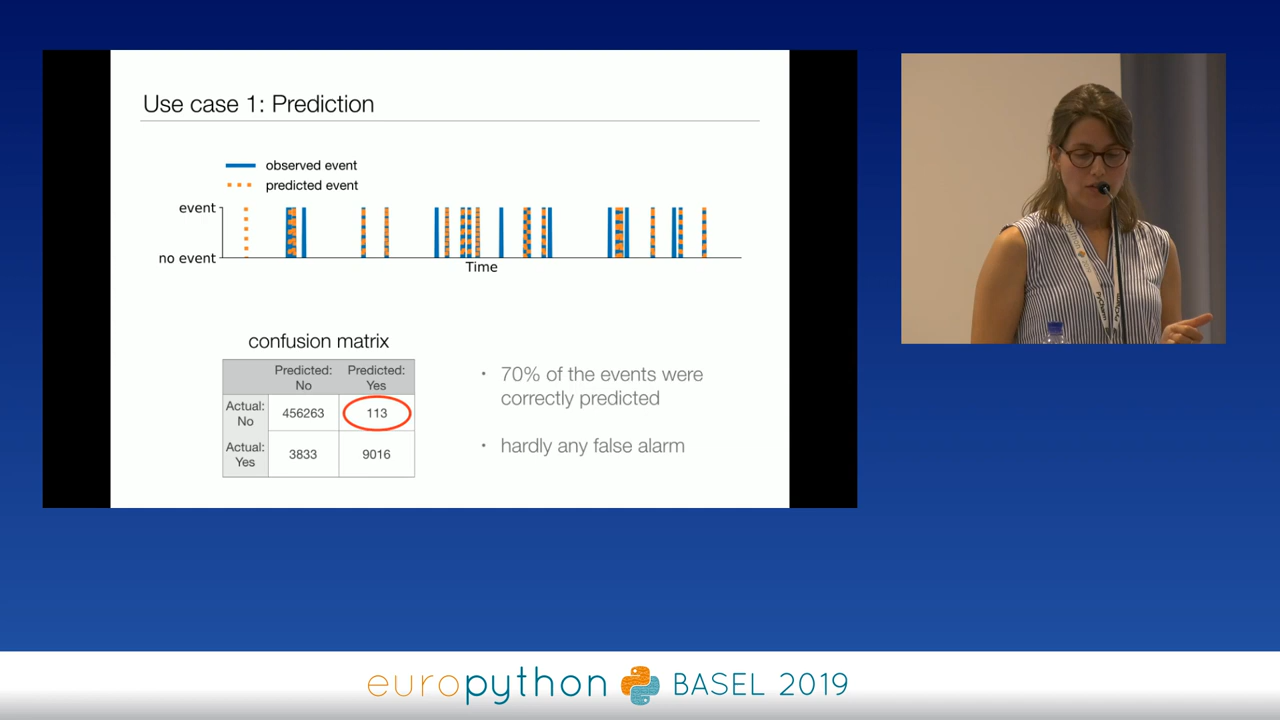 Use case 1: Prediction
observed event
predicted event
event
no event
Time
confusion matrix
Predicted: No
Predicted: Yes
Actual: No
456263
113
Actual: Yes
3833
9016
• 70% of the events were
correctly predicted
• hardly any false alarm
europython BASEL 2019